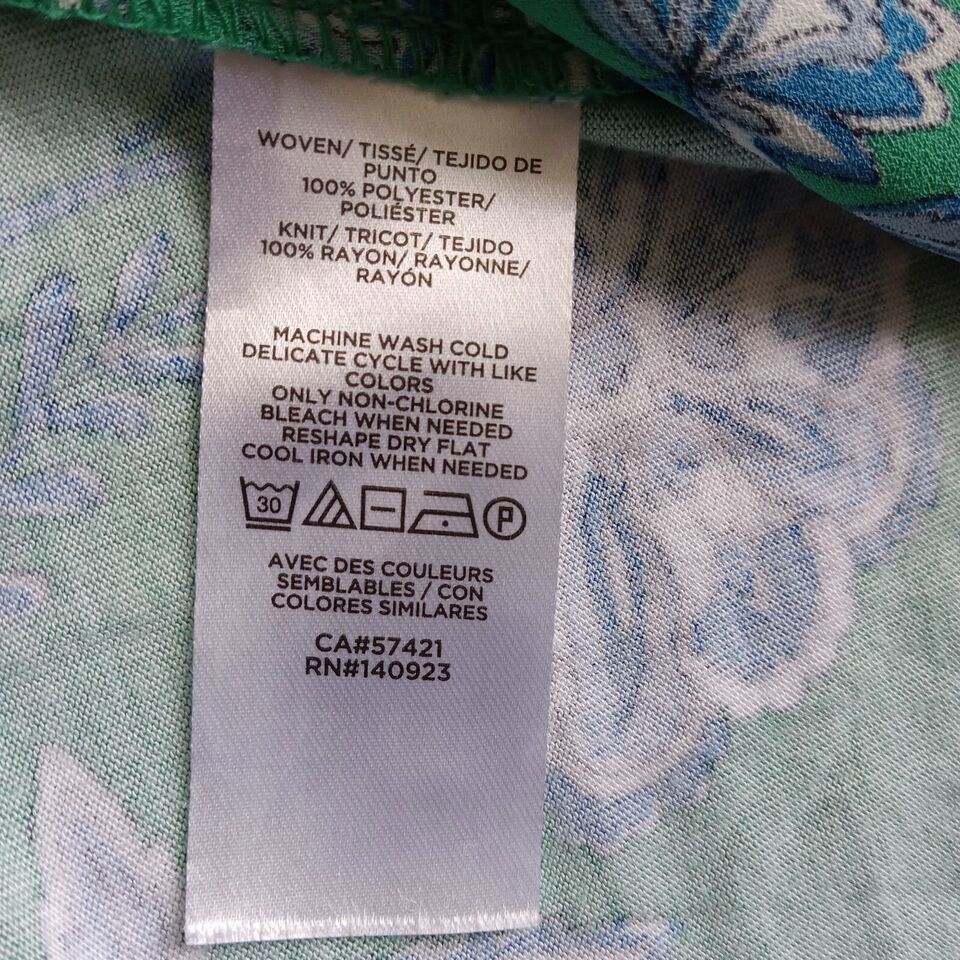 WOVEN/ TISSÉ/ TEJIDO DE
PUNTO
100% POLYESTER/
POLIÉSTER
KNIT/ TRICOT/ TEJIDO
100% RAYON/ RAYONNE/
RAYÓN
MACHINE WASH COLD
DELICATE CYCLE WITH LIKE
COLORS
ONLY NON-CHLORINE
BLEACH WHEN NEEDED
RESHAPE DRY FLAT
COOL IRON WHEN NEEDED
30 P
AVEC DES COULEURS
SEMBLABLES / CON
COLORES SIMILARES
CA#57421
RN#140923